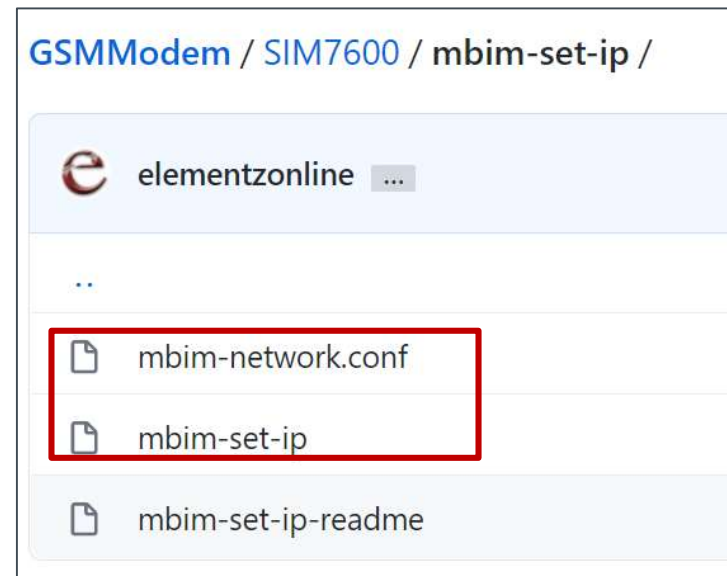 GSMModem / SIM7600 / mbim-set-ip /
elementzonline ...
..
mbim-network.conf
mbim-set-ip
mbim-set-ip-readme